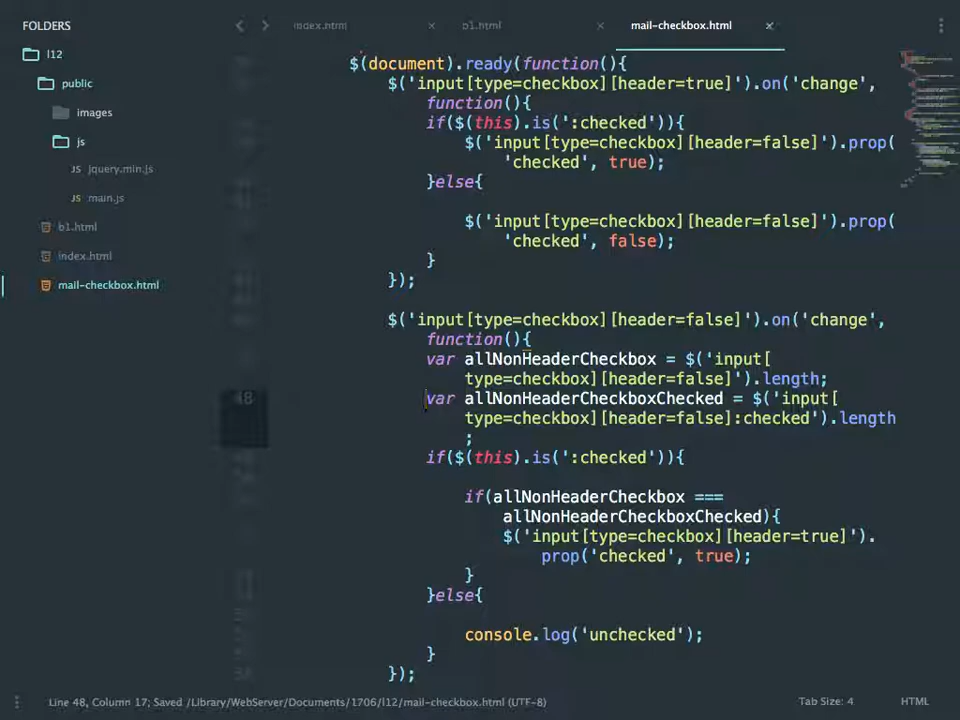 FOLDERS
l12
public
images
js
jquery.min.js
main.js
b1.html
index.html
mail-checkbox.html
index.html
b1.html
mail-checkbox.html
$(document).ready(function(){
$('input[type=checkbox][header=true]').on('change',
function(){
if($(this).is(':checked')){
$('input[type=checkbox][header=false]').prop(
'checked', true);
}else{
$('input[type=checkbox][header=false]').prop(
'checked', false);
}
});
$('input[type=checkbox][header=false]').on('change',
function(){
var allNonHeaderCheckbox = $('input[
type=checkbox][header=false]').length;
48
var allNonHeaderCheckboxChecked = $('input[
type=checkbox][header=false]:checked').length
;
if($(this).is(':checked')){
if(allNonHeaderCheckbox ===
allNonHeaderCheckboxChecked){
$('input[type=checkbox][header=true]').
prop('checked', true);
}
}else{
console.log('unchecked');
}
});
Line 48, Column 17; Saved /Library/WebServer/Documents/1706/l12/mail-checkbox.html (UTF-8)
Tab Size: 4
HTML